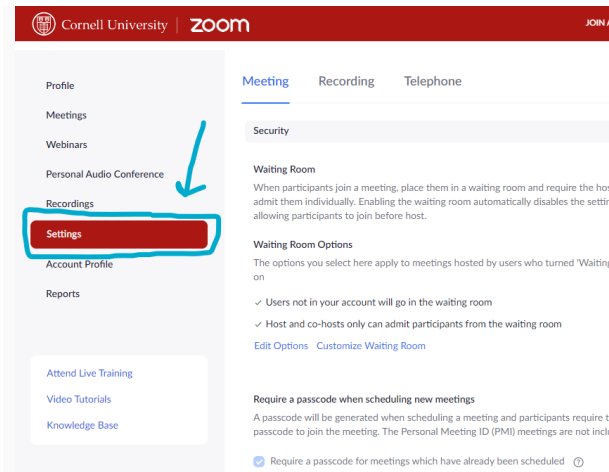 Cornell University
zoom
JOIN A
Profile
Meetings
Webinars
Personal Audio Conference
Recordings
Settings
Account Profile
Reports
Attend Live Training
Video Tutorials
Knowledge Base
Meeting Recording Telephone
Security
Waiting Room
When participants join a meeting, place them in a waiting room and require the hos
admit them individually. Enabling the waiting room automatically disables the settin
allowing participants to join before host.
Waiting Room Options
The options you select here apply to meetings hosted by users who turned 'Waiting
on
Users not in your account will go in the waiting room
Host and co-hosts only can admit participants from the waiting room
Edit Options Customize Waiting Room
Require a passcode when scheduling new meetings
A passcode will be generated when scheduling a meeting and participants require t
passcode to join the meeting. The Personal Meeting ID (PMI) meetings are not inclu
Require a passcode for meetings which have already been scheduled